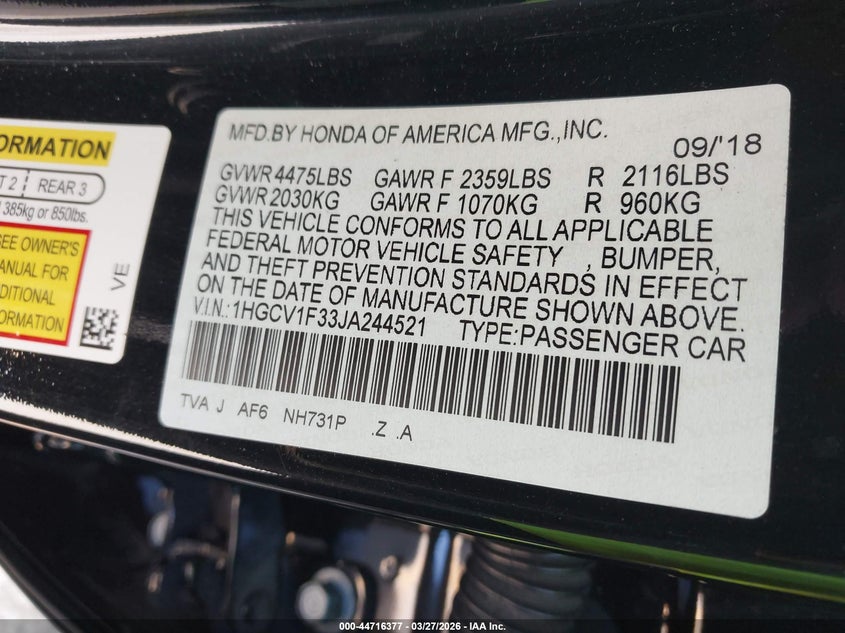 ORMATION
T 2 REAR 3
385kg or 850lbs.
SEE OWNER'S
ANUAL FOR
DDITIONAL
FORMATION
VE
MFD.BY HONDA OF AMERICA MFG.,INC.
09/'18
GVWR 4475LBS GAWR F 2359LBS R 2116LBS
GVWR 2030KG GAWR F 1070KG R 960KG
THIS VEHICLE CONFORMS TO ALL APPLICABLE
FEDERAL MOTOR VEHICLE SAFETY , BUMPER,
AND THEFT PREVENTION STANDARDS IN EFFECT
ON THE DATE OF MANUFACTURE SHOWN ABOVE.
V.I.N.:1HGCV1F33JA244521 TYPE:PASSENGER CAR
TVA J AF6 NH731P .Z .A
000-44716377 - 03/27/2026 - IAA Inc.